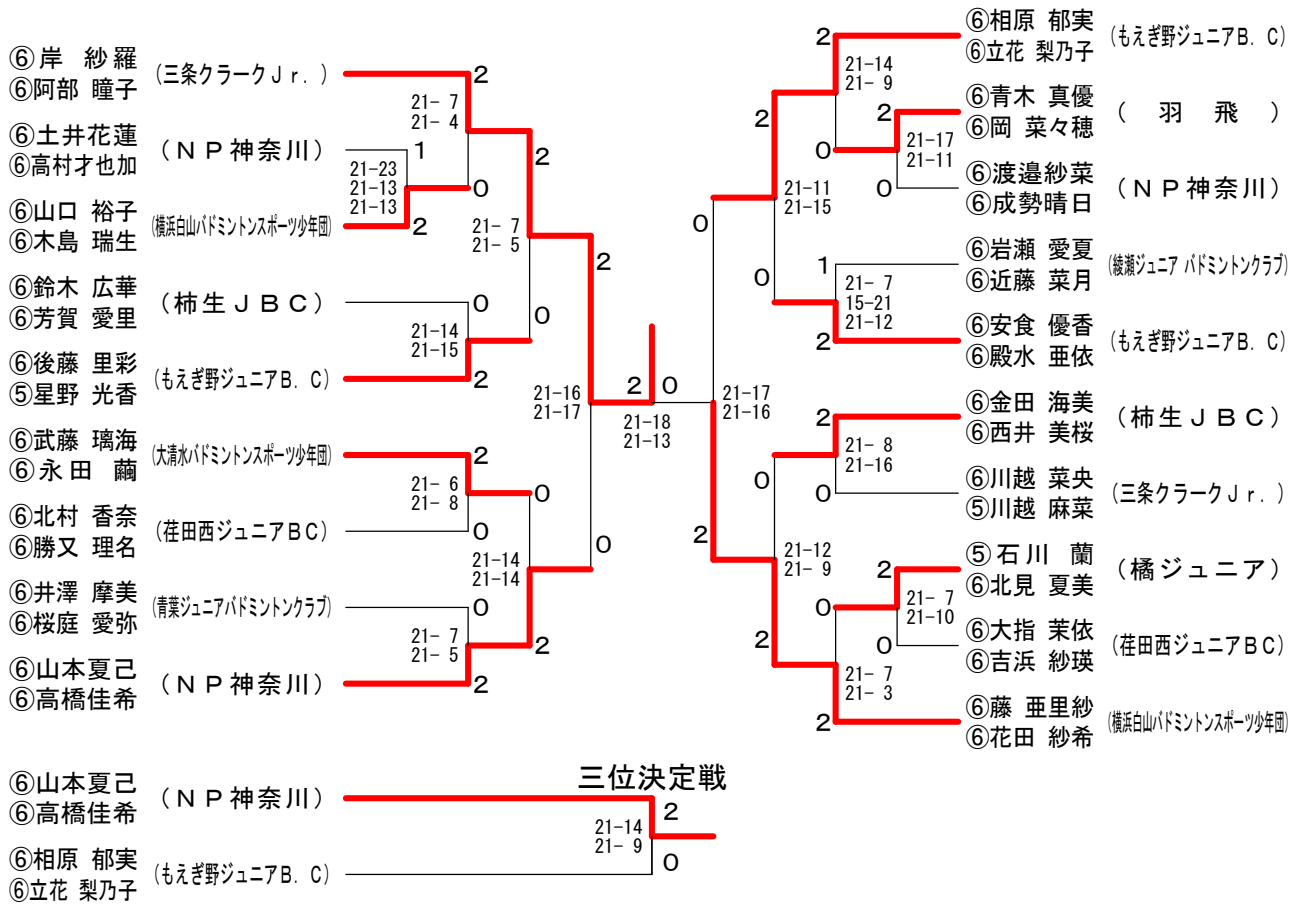 ⑥岸 紗羅
⑥阿部 瞳子
(三条クラークJr.)
2
21- 7
21- 4
⑥土井花蓮
⑥高村才也加
(NP神奈川)
1
21-23
21-13
21-13
0
2
⑥山口 裕子
⑥木島 瑞生
(横浜白山バドミントンスポーツ少年団)
2
21- 7
21- 5
2
⑥鈴木 広華
⑥芳賀 愛里
(柿生JBC)
0
0
21-14
21-15
⑥後藤 里彩
⑤星野 光香
(もえぎ野ジュニアB.C)
2
21-16
21-17
2 0
21-18
21-13
⑥武藤 璃海
⑥永田 繭
(大清水バドミントンスポーツ少年団)
2
21- 6
21- 8
0
⑥北村 香奈
⑥勝又 理名
(荏田西ジュニアBC)
0
21-14
21-14
0
⑥井澤 摩美
⑥桜庭 愛弥
(青葉ジュニアバドミントンクラブ)
0
21- 7
21- 5
2
⑥山本夏己
⑥高橋佳希
(NP神奈川)
2
⑥相原 郁実
⑥立花 梨乃子
(もえぎ野ジュニアB.C)
2
21-14
21- 9
⑥青木 真優
⑥岡 菜々穂
(羽飛)
2
2
21-17
21-11
0
⑥渡邉紗菜
⑥成勢晴日
(NP神奈川)
0
21-11
21-15
0
⑥岩瀬 愛夏
⑥近藤 菜月
(綾瀬ジュニア バドミントンクラブ)
1
0
21- 7
15-21
21-12
⑥安食 優香
⑥殿水 亜依
(もえぎ野ジュニアB.C)
2
21-17
21-16
⑥金田 海美
⑥西井 美桜
(柿生JBC)
2
21- 8
21-16
0
⑥川越 菜央
⑤川越 麻菜
(三条クラークJr.)
0
2
21-12
21- 9
⑤石川 蘭
⑥北見 夏美
(橘ジュニア)
2
21- 7
21-10
0
⑥大指 茉依
⑥吉浜 紗瑛
(荏田西ジュニアBC)
0
2
21- 7
21- 3
⑥藤 亜里紗
⑥花田 紗希
(横浜白山バドミントンスポーツ少年団)
2
三位決定戦
⑥山本夏己
⑥高橋佳希
(NP神奈川)
2
21-14
21- 9
⑥相原 郁実
⑥立花 梨乃子
(もえぎ野ジュニアB.C)
0